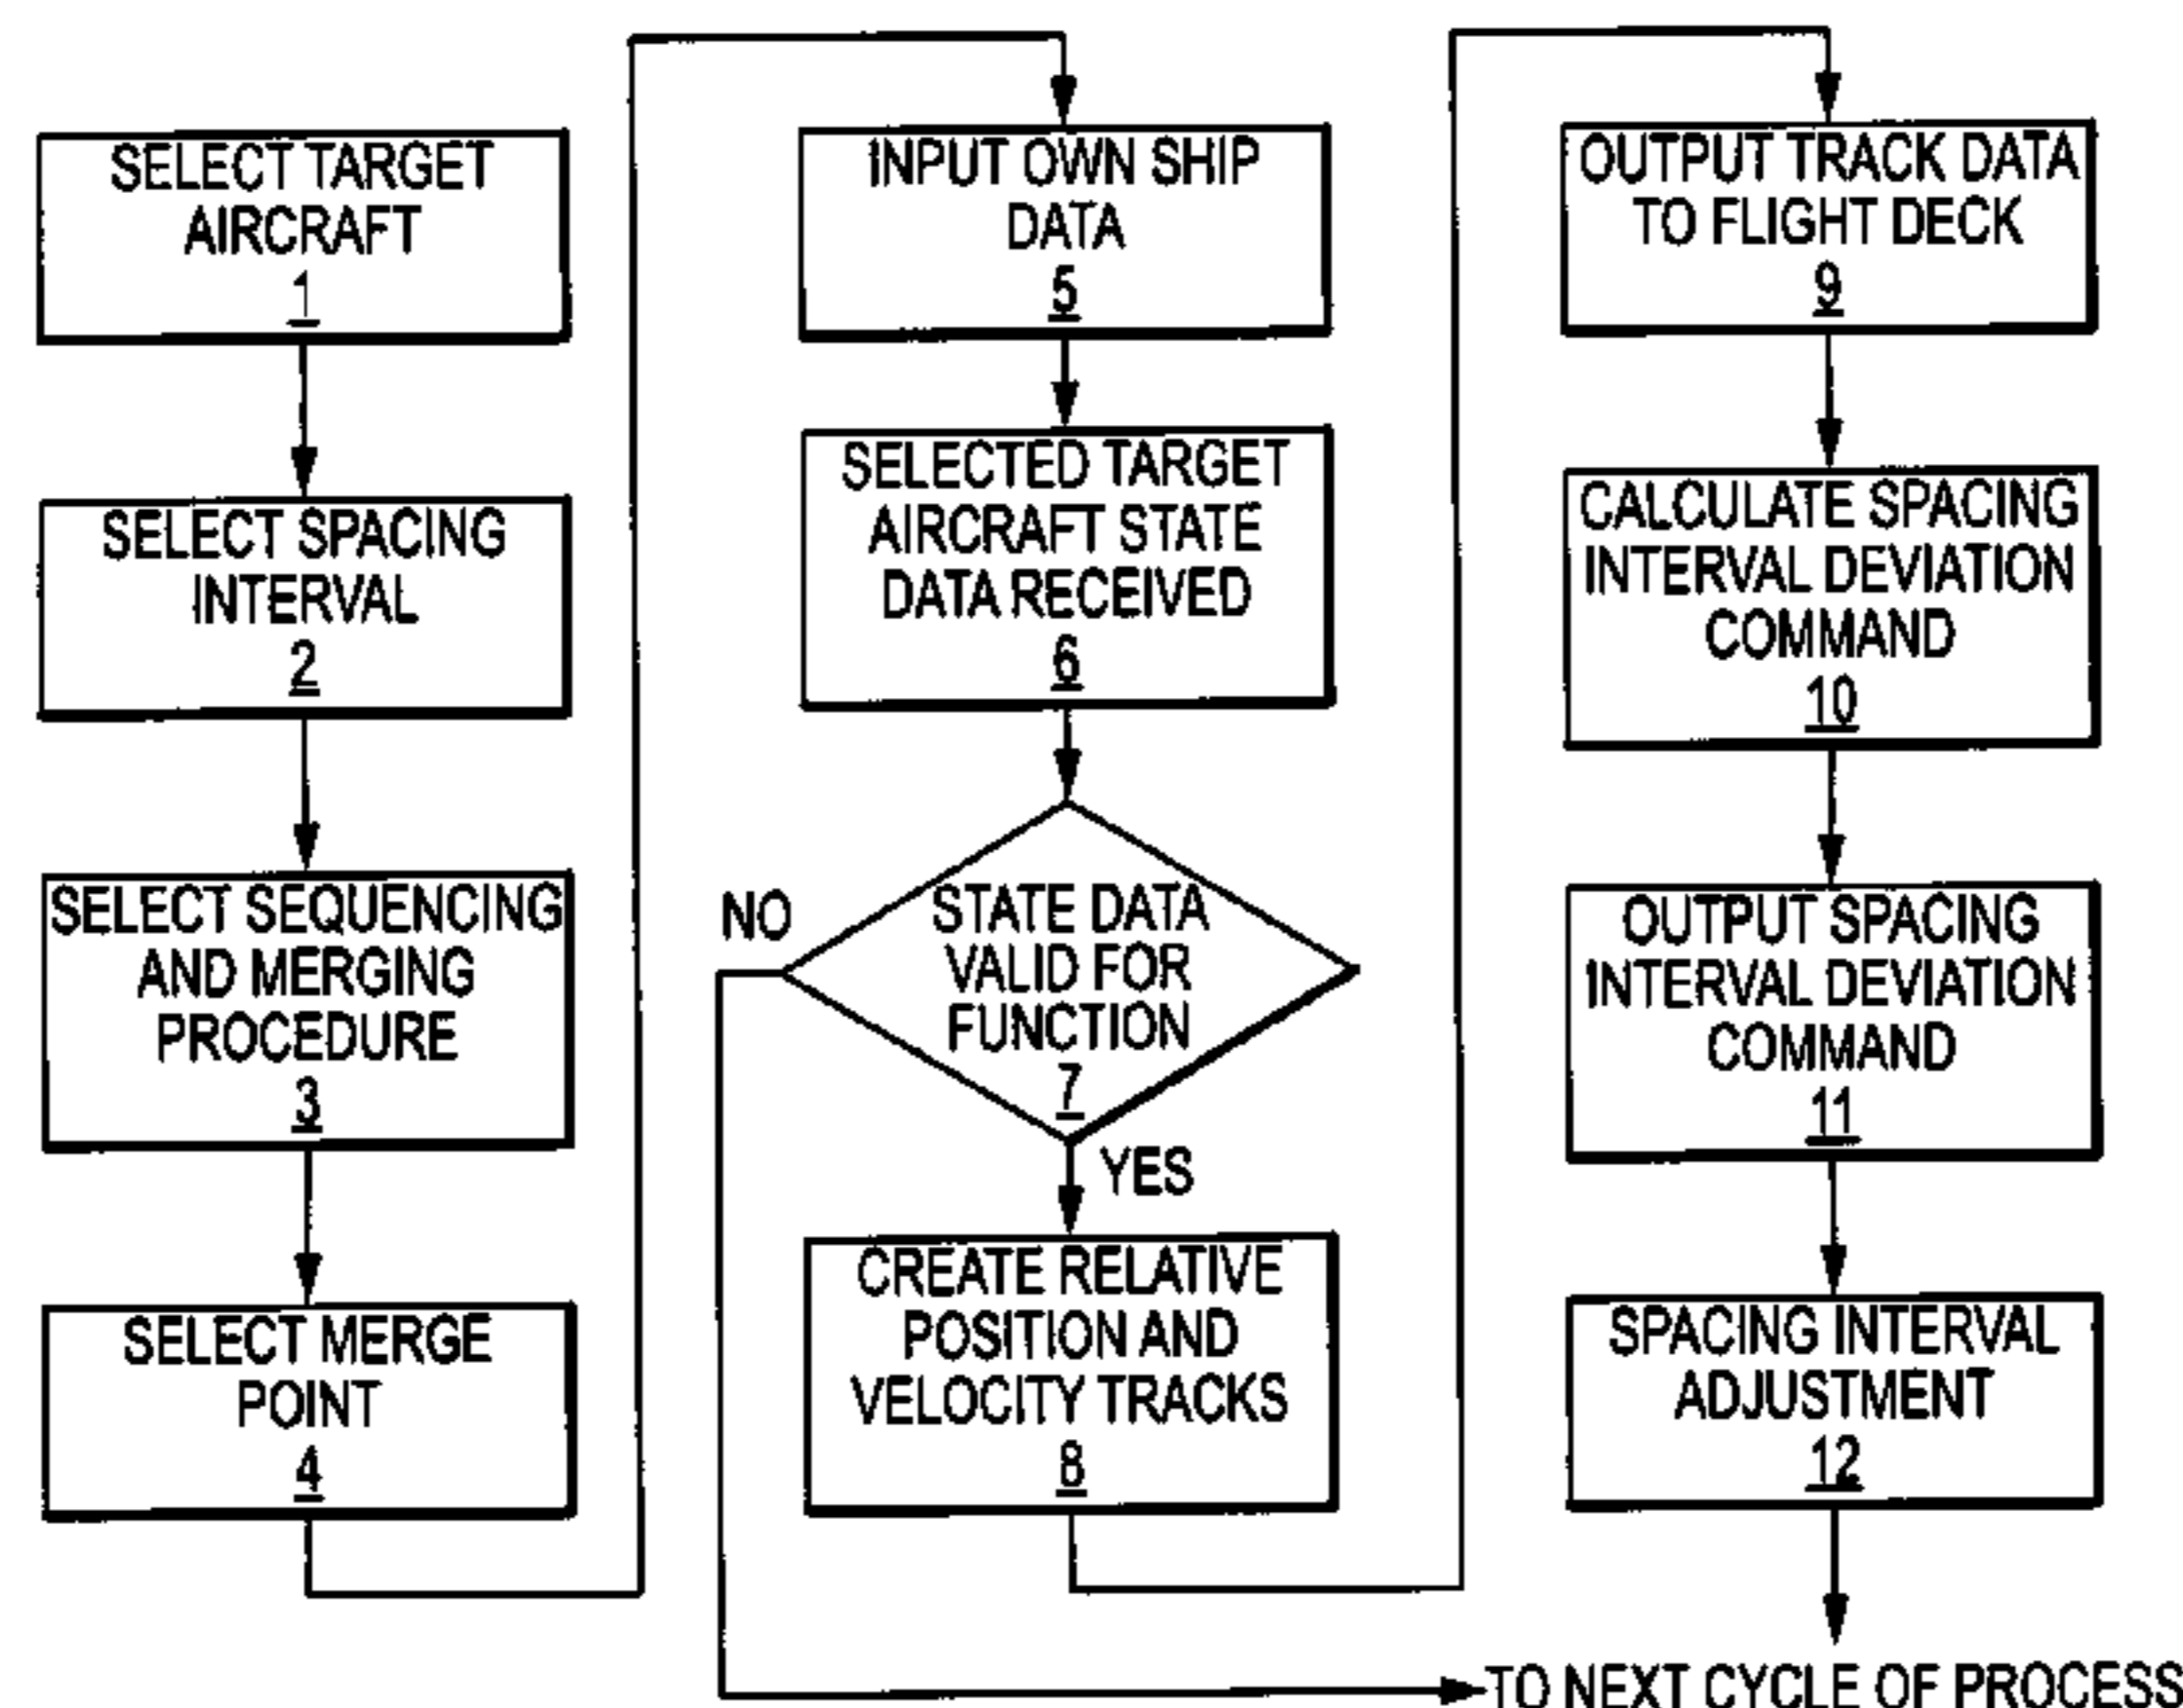 SELECT TARGET
AIRCRAFT
1
SELECT SPACING
INTERVAL
2
SELECT SEQUENCING
AND MERGING
PROCEDURE
3
SELECT MERGE
POINT
4
INPUT OWN SHIP
DATA
5
SELECTED TARGET
AIRCRAFT STATE
DATA RECEIVED
6
NO
STATE DATA
VALID FOR
FUNCTION
7
YES
CREATE RELATIVE
POSITION AND
VELOCITY TRACKS
8
OUTPUT TRACK DATA
TO FLIGHT DECK
9
CALCULATE SPACING
INTERVAL DEVIATION
COMMAND
10
OUTPUT SPACING
INTERVAL DEVIATION
COMMAND
11
SPACING INTERVAL
ADJUSTMENT
12
TO NEXT CYCLE OF PROCESS